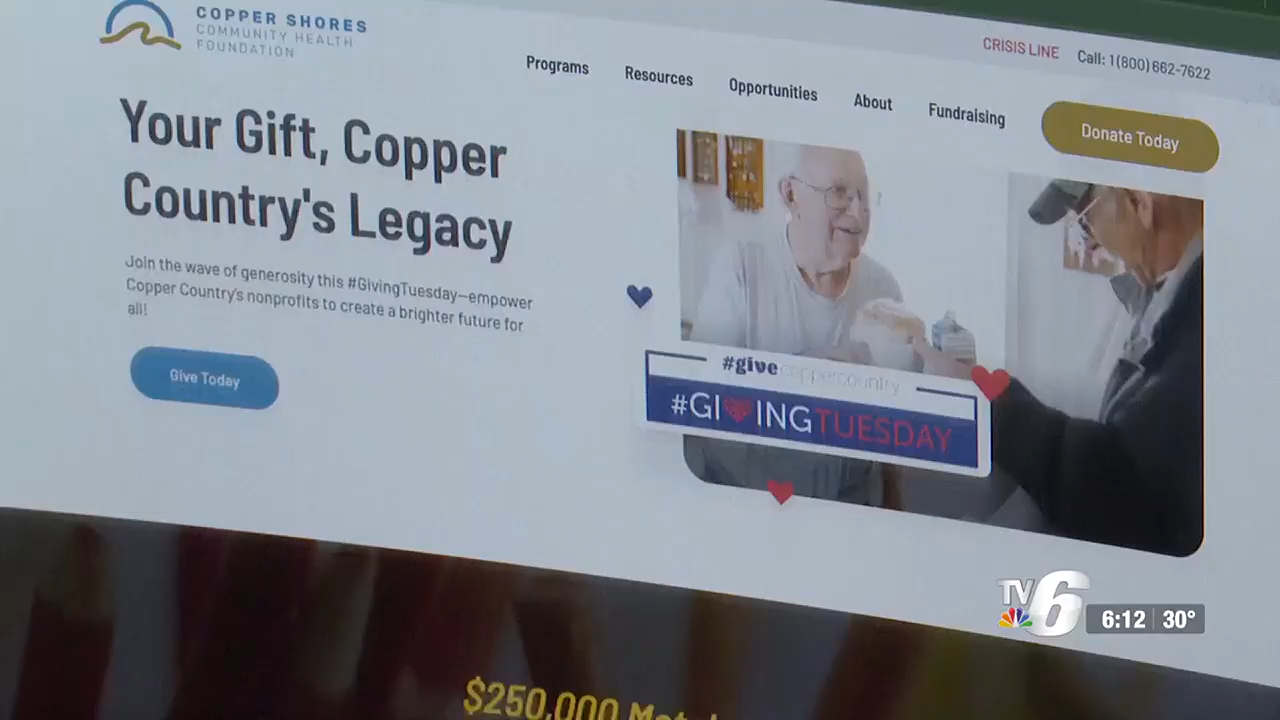 COPPER SHORES
COMMUNITY HEALTH
FOUNDATION
CRISIS LINE Call: 1(800) 662-7622
Programs Resources Opportunities About Fundraising Donate Today
Your Gift, Copper
Country's Legacy
Join the wave of generosity this #GivingTuesday—empower
Copper Country's nonprofits to create a brighter future for
all!
Give Today
#givecoppercountry
#GIVINGTUESDAY
TV6
6:12 30°
$250,000